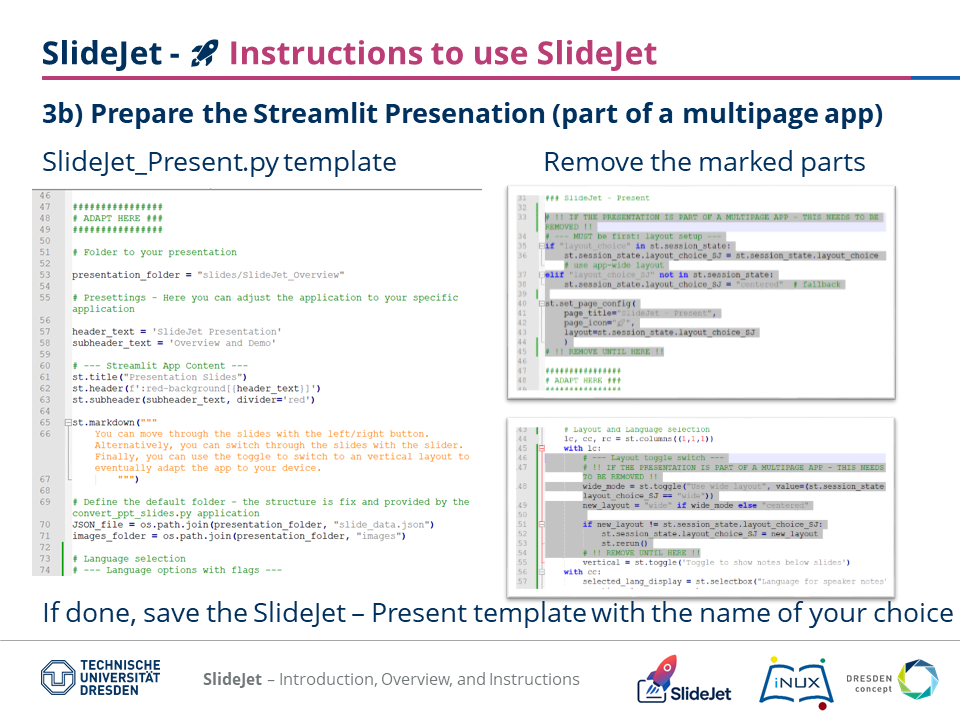 SlideJet - 🚀 Instructions to use SlideJet
3b) Prepare the Streamlit Presenation (part of a multipage app)
SlideJet_Present.py template
46
47 ################
48 # ADAPT HERE ###
49 ################
50
51 # Folder to your presentation
52
53 presentation_folder = "slides/SlideJet_Overview"
54
55 # Presettings - Here you can adjust the application to your specific
application
56
57 header_text = 'SlideJet Presentation'
58 subheader_text = 'Overview and Demo'
59
60 # --- Streamlit App Content ---
61 st.title("Presentation Slides")
62 st.header(f':red-background[{header_text}]')
63 st.subheader(subheader_text, divider='red')
64
65 st.markdown("""
66 You can move through the slides with the left/right button.
Alternatively, you can switch through the slides with the slider.
Finally, you can use the toggle to switch to an vertical layout to
eventually adapt the app to your device.
67 """)
68
69 # Define the default folder - the structure is fix and provided by the
convert_ppt_slides.py application
70 JSON_file = os.path.join(presentation_folder, "slide_data.json")
71 images_folder = os.path.join(presentation_folder, "images")
72
73 # Language selection
74 # --- Language options with flags ---
Remove the marked parts
31 ### SlideJet - Present
32
33 # !! IF THE PRESENTATION IS PART OF A MULTIPAGE APP - THIS NEEDS TO BE
REMOVED !!
34 # --- MUST be first: layout setup ---
35 if "layout_choice" in st.session_state:
36 st.session_state.layout_choice_SJ = st.session_state.layout_choice
# use app-wide layout
37 elif "layout_choice_SJ" not in st.session_state:
38 st.session_state.layout_choice_SJ = "centered" # fallback
39
40 st.set_page_config(
41 page_title="SlideJet - Present",
42 page_icon="🚀",
43 layout=st.session_state.layout_choice_SJ
44 )
45 # !! REMOVE UNTIL HERE !!
46
47 ################
48 # ADAPT HERE ###
43 # Layout and Language selection
44 lc, cc, rc = st.columns((1,1,1))
45 with lc:
46 # --- Layout toggle switch ---
47 # !! IF THE PRESENTATION IS PART OF A MULTIPAGE APP - THIS NEEDS
TO BE REMOVED !!
48 wide_mode = st.toggle("Use wide layout", value=(st.session_state
layout_choice_SJ == "wide"))
49 new_layout = "wide" if wide_mode else "centered"
50
51 if new_layout != st.session_state.layout_choice_SJ:
52 st.session_state.layout_choice_SJ = new_layout
53 st.rerun()
54 # !! REMOVE UNTIL HERE !!
55 vertical = st.toggle('Toggle to show notes below slides')
56 with cc:
57 selected_lang_display = st.selectbox("Language for speaker notes"
If done, save the SlideJet – Present template with the name of your choice
TECHNISCHE
UNIVERSITÄT
DRESDEN
SlideJet – Introduction, Overview, and Instructions
SlideJet
iNUX
DRESDEN
concept